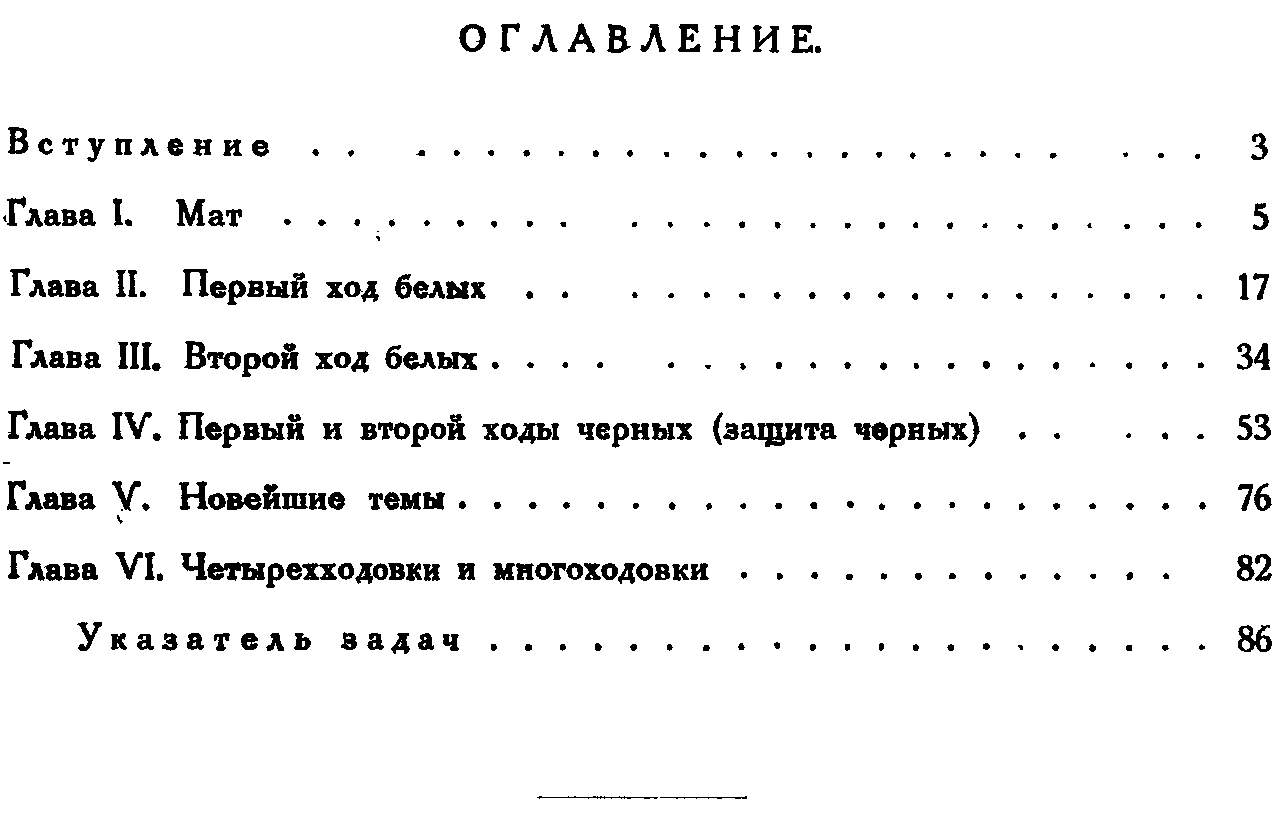 ОГЛАВЛЕНИЕ.
Вступление . . . . . . . . . . . . . . . . . . . . . . . . 3
Глава I. Мат . . . . . . . . . . . . . . . . . . . . . . . . 5
Глава II. Первый ход белых . . . . . . . . . . . . . . . . . . . 17
Глава III. Второй ход белых . . . . . . . . . . . . . . . . . . . . 34
Глава IV. Первый и второй ходы черных (защита черных) . . . . . . 53
Глава V. Новейшие темы . . . . . . . . . . . . . . . . . . . . . . 76
Глава VI. Четырехходовки и многоходовки . . . . . . . . . . . . . 82
Указатель задач . . . . . . . . . . . . . . . . . . . . . 86